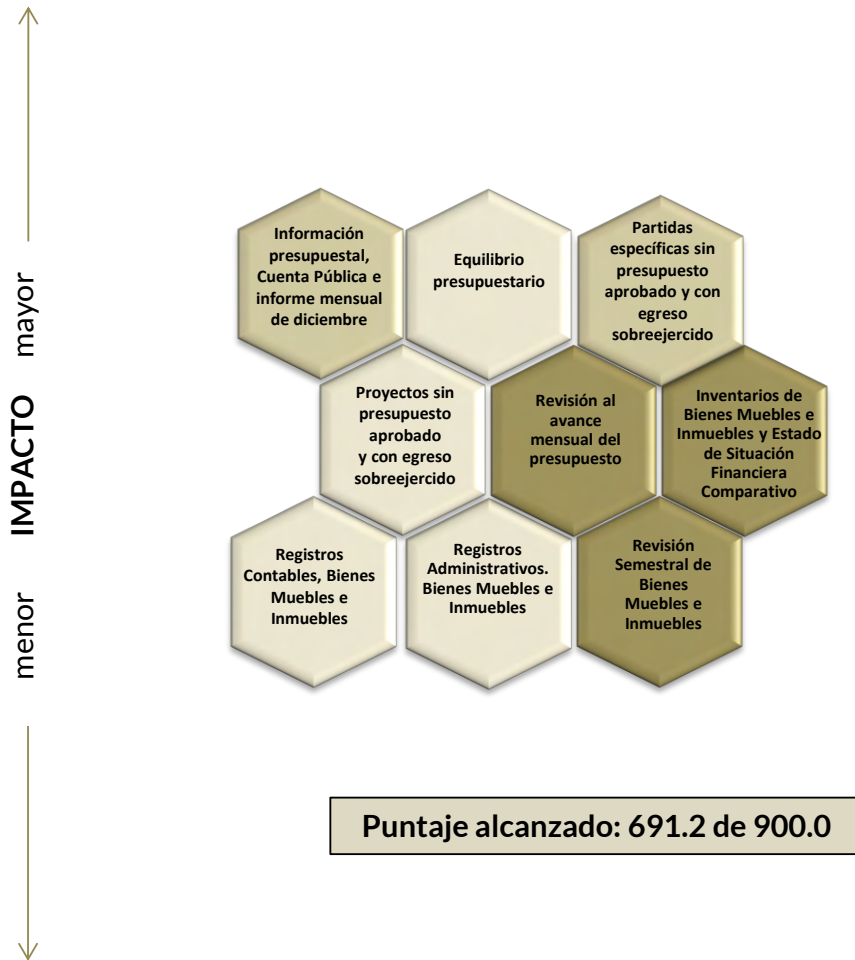 mayor
IMPACTO
menor
Información
presupuestal,
Cuenta Pública e
informe mensual
de diciembre
Equilibrio
presupuestario
Partidas
específicas sin
presupuesto
aprobado y con
egreso
sobreejercido
Proyectos sin
presupuesto
aprobado
y con egreso
sobreejercido
Revisión al
avance
mensual del
presupuesto
Inventarios de
Bienes Muebles e
Inmuebles y Estado
de Situación
Financiera
Comparativo
Registros
Contables, Bienes
Muebles e
Inmuebles
Registros
Administrativos.
Bienes Muebles e
Inmuebles
Revisión
Semestral de
Bienes
Muebles e
Inmuebles
Puntaje alcanzado: 691.2 de 900.0